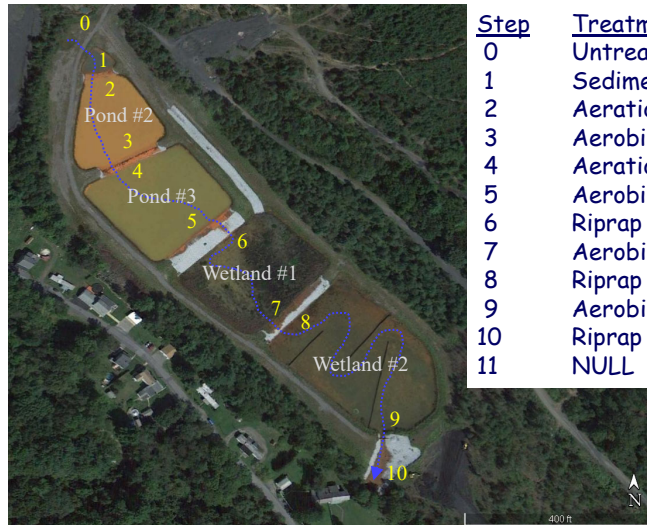 Step
0 Untrea
1 Sedime
2 Aeratio
3 Aerobi
4 Aeratio
5 Aerobi
6 Riprap
7 Aerobi
8 Riprap
9 Aerobi
10 Riprap
11 NULL
0
1
2
Pond #2
3
4
Pond #3
5
6
Wetland #1
7
8
Wetland #2
9
10
N
400 ft